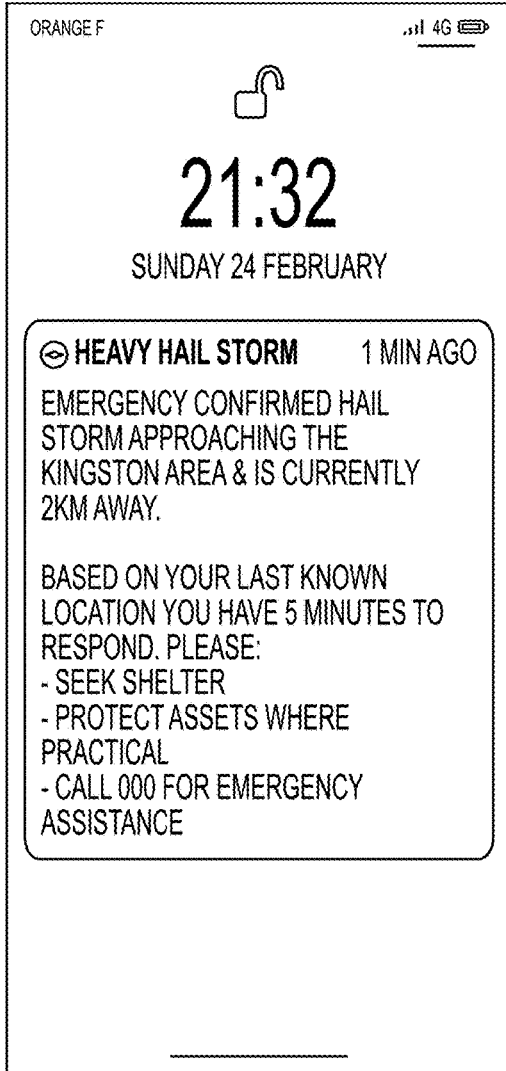 ORANGE F 4G
21:32
SUNDAY 24 FEBRUARY
HEAVY HAIL STORM 1 MIN AGO
EMERGENCY CONFIRMED HAIL
STORM APPROACHING THE
KINGSTON AREA & IS CURRENTLY
2KM AWAY.
BASED ON YOUR LAST KNOWN
LOCATION YOU HAVE 5 MINUTES TO
RESPOND. PLEASE:
- SEEK SHELTER
- PROTECT ASSETS WHERE
PRACTICAL
- CALL 000 FOR EMERGENCY
ASSISTANCE